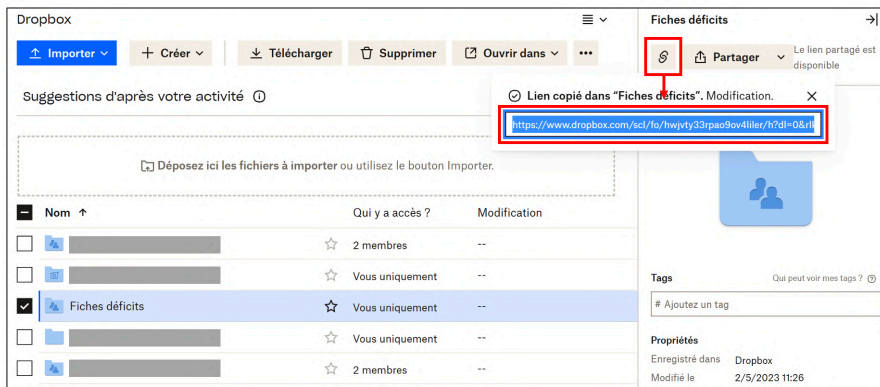 Dropbox
Importer
Créer
Télécharger
Supprimer
Ouvrir dans
Suggestions d'après votre activité
Déposez ici les fichiers à importer ou utilisez le bouton Importer.
Nom ↑
Qui y a accès ?
Modification
2 membres
--
Vous uniquement
--
Fiches déficits
Vous uniquement
--
Vous uniquement
--
2 membres
--
Fiches déficits
Partager
Le lien partagé est
disponible
Lien copié dans “Fiches déficits”. Modification.
https://www.dropbox.com/scl/fo/hwjvty33rpao9ov4liler/h?dl=0&rl
Tags
Qui peut voir mes tags ?
# Ajoutez un tag
Propriétés
Enregistré dans Dropbox
Modifié le 2/5/2023 11:26